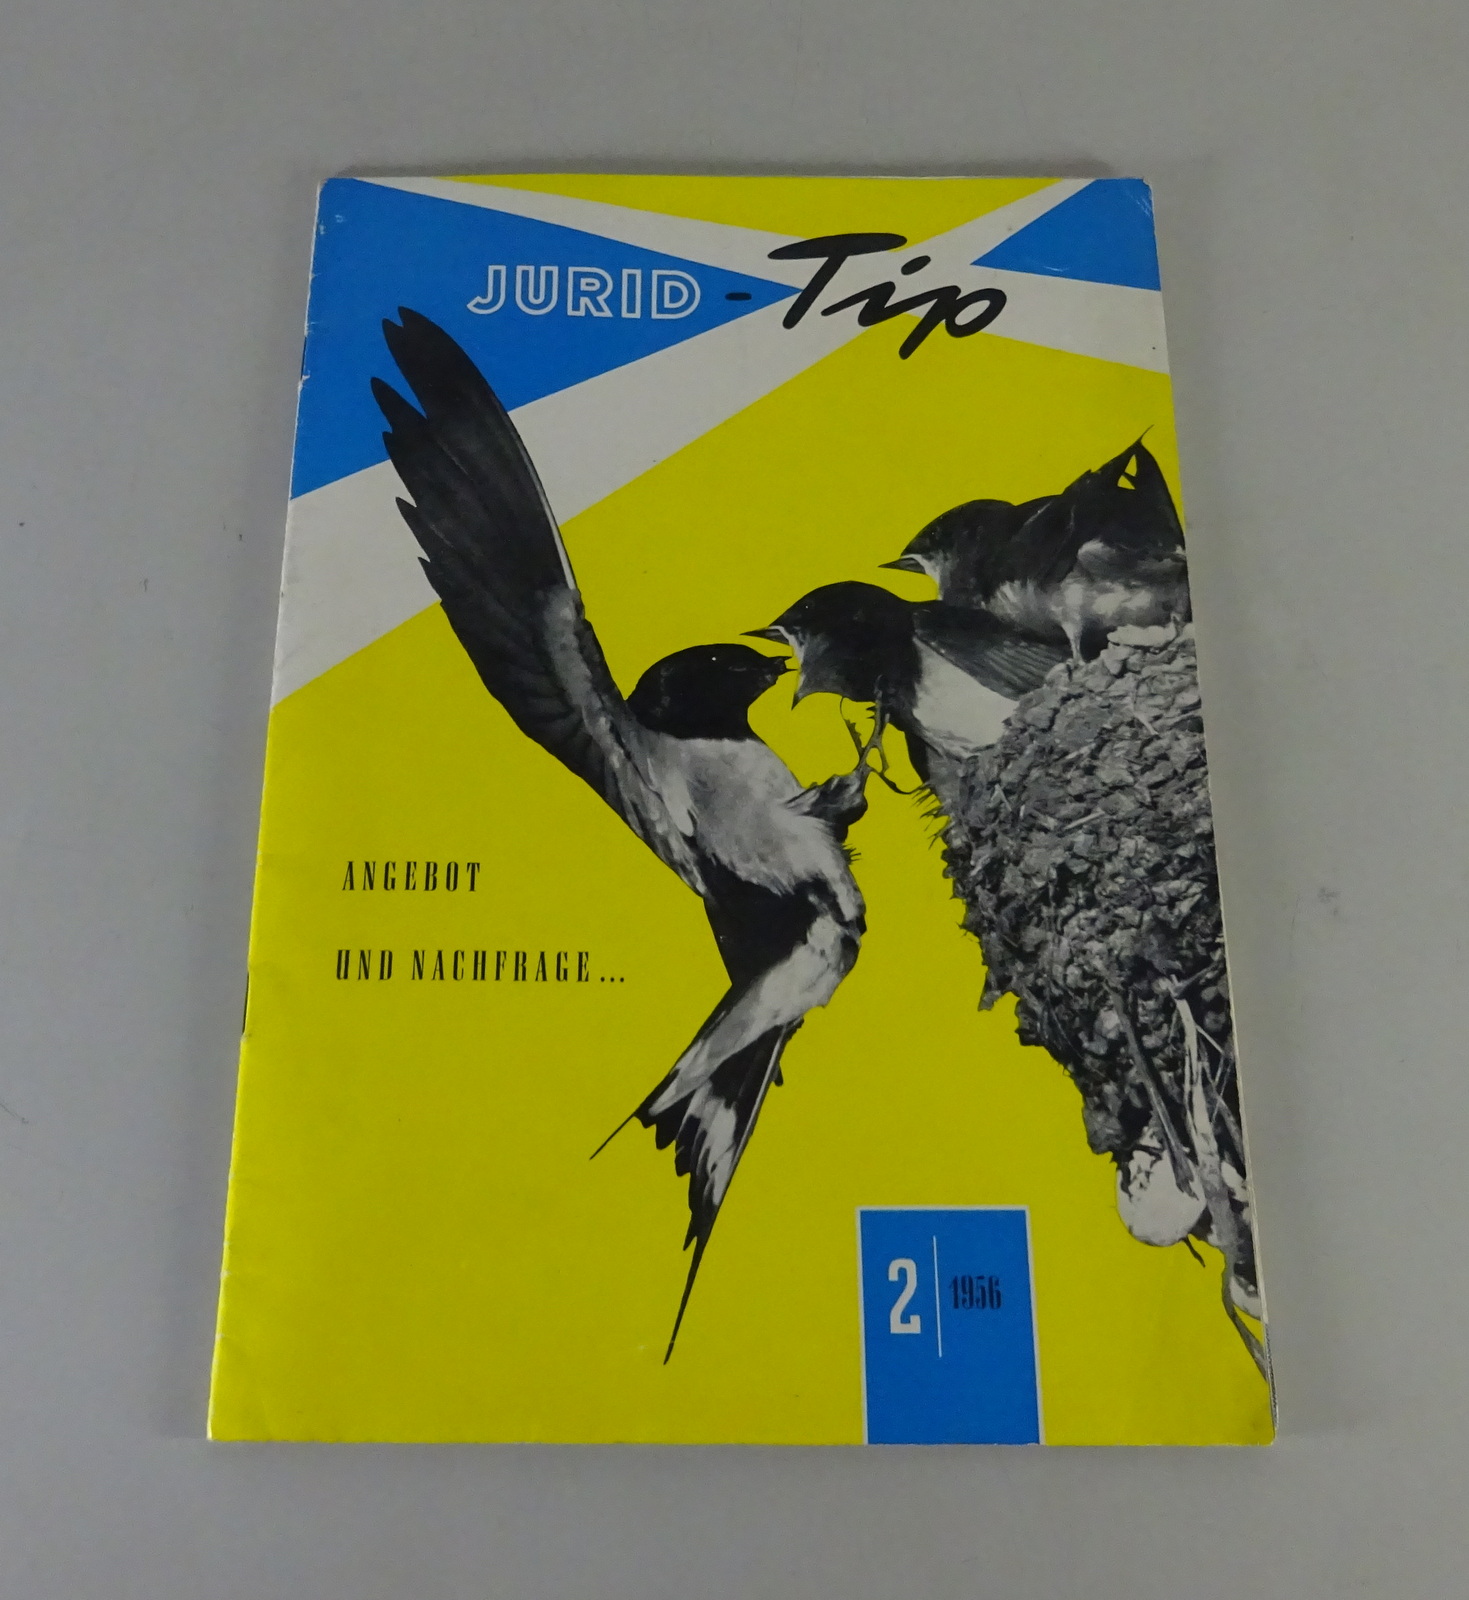 JURID - Tip
ANGEBOT
UND NACHFRAGE...
2 | 1956